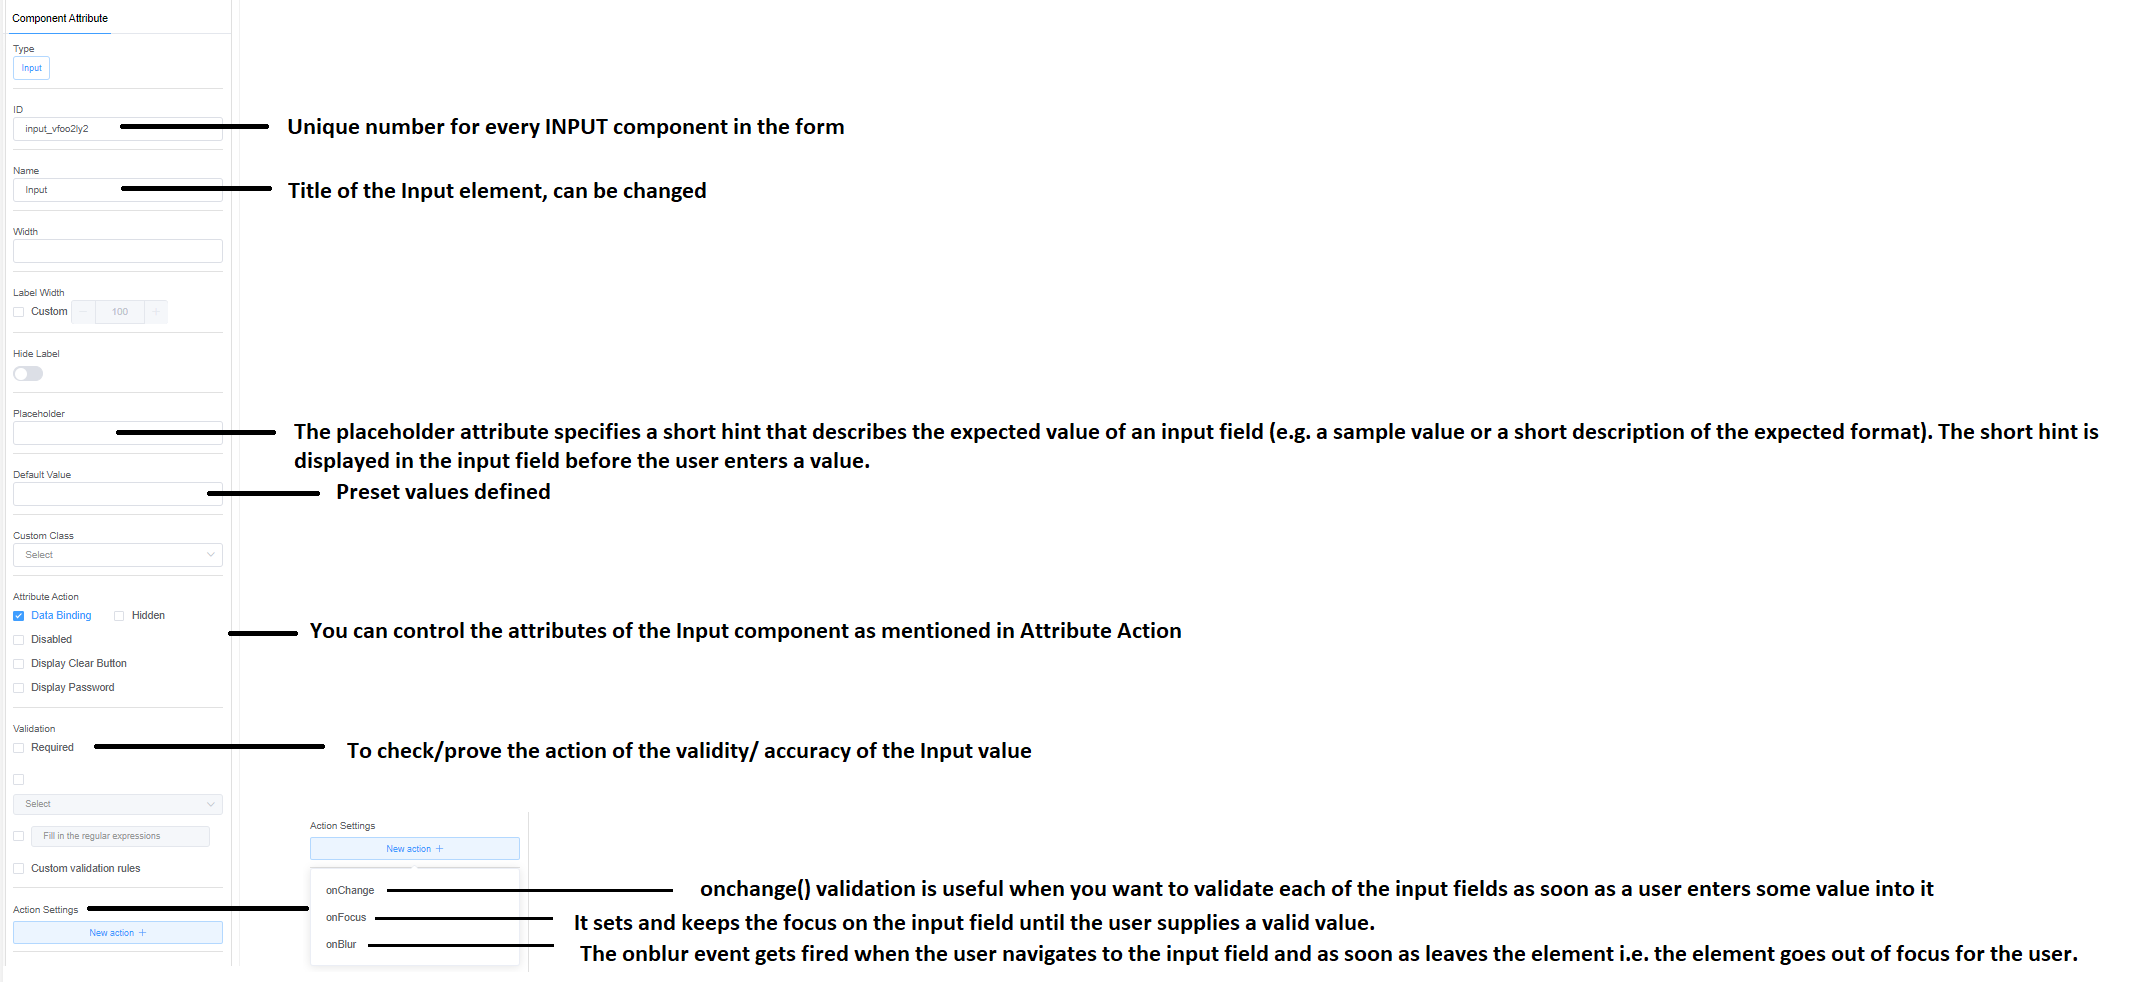 Component Attribute
Type
Input
ID
input_vfoo2ly2
Unique number for every INPUT component in the form
Name
Input
Title of the Input element, can be changed
Width
Label Width
Custom
100
Hide Label
Placeholder
The placeholder attribute specifies a short hint that describes the expected value of an input field (e.g. a sample value or a short description of the expected format). The short hint is
displayed in the input field before the user enters a value.
Default Value
Preset values defined
Custom Class
Select
Attribute Action
Data Binding Hidden
Disabled
Display Clear Button
Display Password
You can control the attributes of the Input component as mentioned in Attribute Action
Validation
Required
To check/prove the action of the validity/ accuracy of the Input value
Select
Fill in the regular expressions
Custom validation rules
Action Settings
New action +
Action Settings
New action +
onChange
onchange() validation is useful when you want to validate each of the input fields as soon as a user enters some value into it
onFocus
It sets and keeps the focus on the input field until the user supplies a valid value.
onBlur
The onblur event gets fired when the user navigates to the input field and as soon as leaves the element i.e. the element goes out of focus for the user.